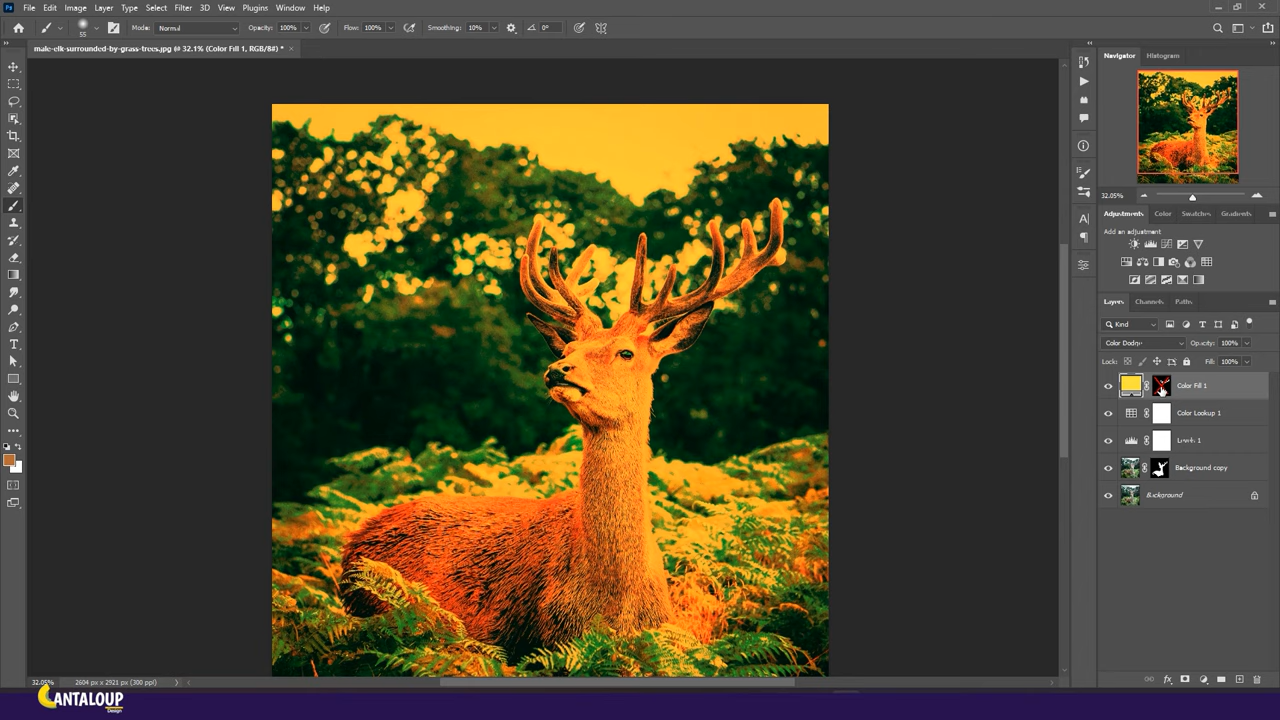 File Edit Image Layer Type Select Filter 3D View Plugins Window Help
55 Mode: Normal Opacity: 100% Flow: 100% Smoothing: 10% 0°
male-elk-surrounded-by-grass-trees.jpg @ 32.1% (Color Fill 1, RGB/8#) *
Navigator Histogram
32.05%
Adjustments Color Swatches Gradients
Add an adjustment
Layers Channels Paths
Kind
Color Dodge Opacity: 100%
Lock: Fill: 100%
Color Fill 1
Color Lookup 1
Levels 1
Background copy
Background
32.05% 2604 px x 2921 px (300 ppi)
CANTALOUP
Design